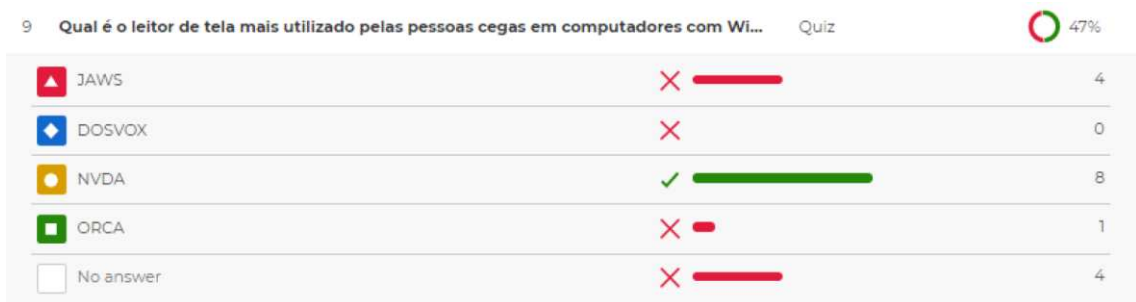 9 Qual é o leitor de tela mais utilizado pelas pessoas cegas em computadores com Wi... Quiz 47%
JAWS 4
DOSVOX 0
NVDA 8
ORCA 1
No answer 4